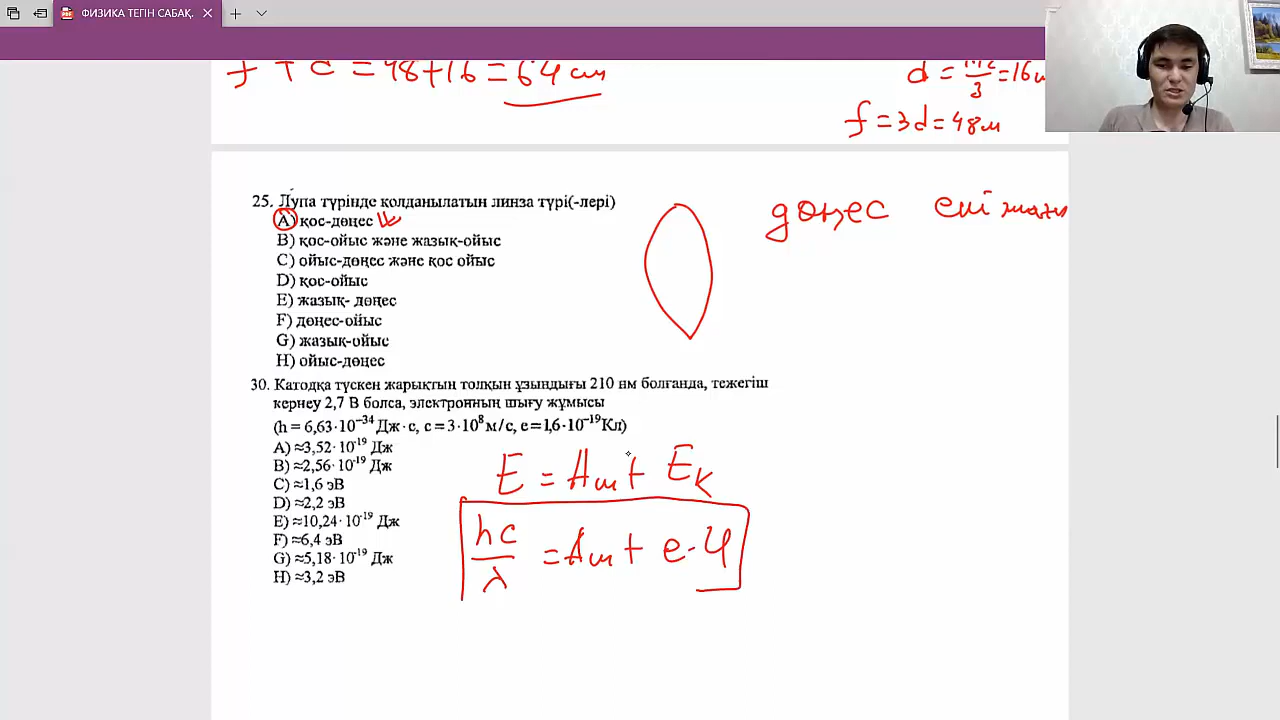 ФИЗИКА ТЕГІН САБАҚ.
f + d = 48+16 = 64 см
d = /3 = 16
f = 3d = 48м
25. Лупа түрінде қолданылатын линза түрі(-лері)
A) қос-дөңес
B) қос-ойыс және жазық-ойыс
C) ойыс-дөңес және қос ойыс
D) қос-ойыс
E) жазық- дөңес
F) дөңес-ойыс
G) жазық-ойыс
H) ойыс-дөңес
дөңес екі жағы
30. Катодқа түскен жарықтың толқын ұзындығы 210 нм болғанда, тежегіш
кернеу 2,7 В болса, электронның шығу жұмысы
(h = 6,63·10⁻³⁴ Дж·с, c = 3·10⁸ м/с, e = 1,6·10⁻¹⁹ Кл)
A) ≈3,52·10⁻¹⁹ Дж
B) ≈2,56·10⁻¹⁹ Дж
C) ≈1,6 эВ
D) ≈2,2 эВ
E) ≈10,24·10⁻¹⁹ Дж
F) ≈6,4 эВ
G) ≈5,18·10⁻¹⁹ Дж
H) ≈3,2 эВ
E = Aш + Eк
hc/λ = Aш + e·U